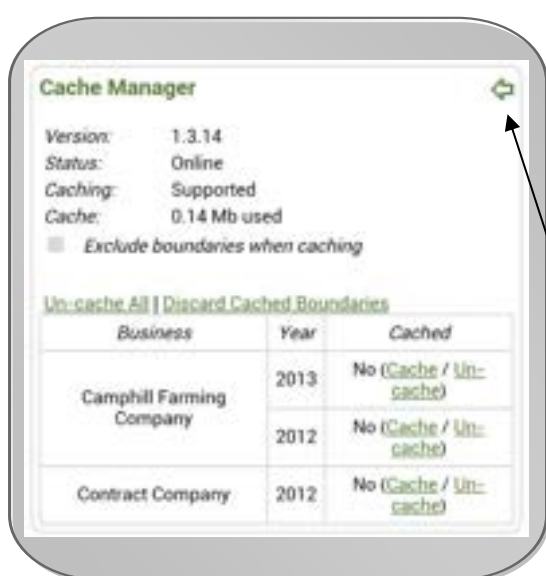 Cache Manager
Version: 1.3.14
Status: Online
Caching: Supported
Cache: 0.14 Mb used
Exclude boundaries when caching
Un-cache All | Discard Cached Boundaries
Business Year Cached
Camphill Farming Company 2013 No (Cache / Un-cache)
2012 No (Cache / Un-cache)
Contract Company 2012 No (Cache / Un-cache)